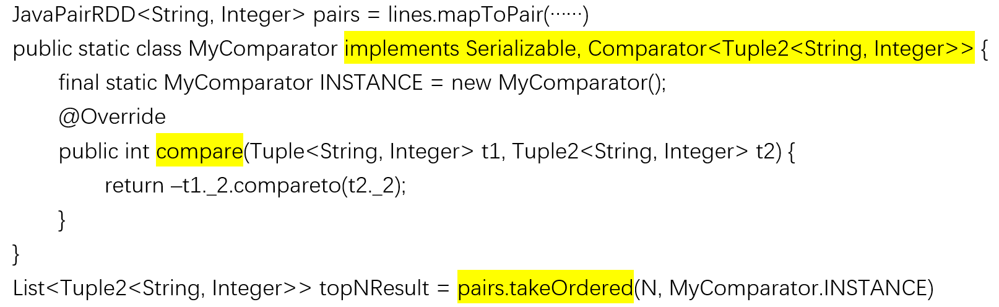 JavaPairRDD<String, Integer> pairs = lines.mapToPair(······)
public static class MyComparator implements Serializable, Comparator<Tuple2<String, Integer>> {
final static MyComparator INSTANCE = new MyComparator();
@Override
public int compare(Tuple<String, Integer> t1, Tuple2<String, Integer> t2) {
return –t1._2.compareto(t2._2);
}
}
List<Tuple2<String, Integer>> topNResult = pairs.takeOrdered(N, MyComparator.INSTANCE)